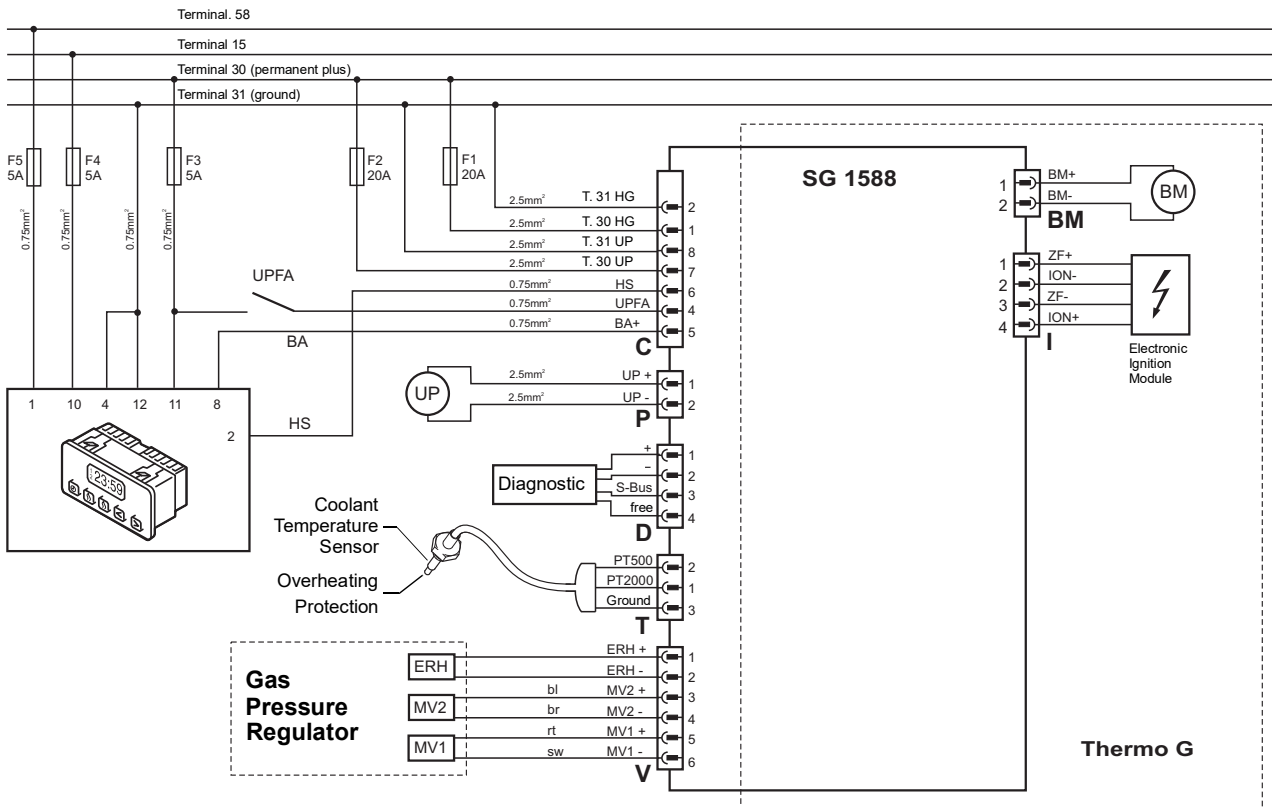 Terminal. 58
Terminal 15
Terminal 30 (permanent plus)
Terminal 31 (ground)
F5
5A
F4
5A
F3
5A
F2
20A
F1
20A
0.75mm²
0.75mm²
0.75mm²
0.75mm²
SG 1588
2.5mm² T. 31 HG 2
2.5mm² T. 30 HG 1
2.5mm² T. 31 UP 8
2.5mm² T. 30 UP 7
0.75mm² HS 6
0.75mm² UPFA 4
0.75mm² BA+ 5
C
UPFA
BA
HS
1 10 4 12 11 8
2
23:59
UP
2.5mm² UP + 1
2.5mm² UP - 2
P
Diagnostic
+ 1
– 2
S-Bus 3
free 4
D
Coolant
Temperature
Sensor
Overheating
Protection
PT500 2
PT2000 1
Ground 3
T
Gas
Pressure
Regulator
ERH
MV2
MV1
ERH + 1
ERH - 2
bl MV2 + 3
br MV2 - 4
rt MV1 + 5
sw MV1 - 6
V
1 BM+
2 BM-
BM
BM
1 ZF+
2 ION-
3 ZF-
4 ION+
I
Electronic
Ignition
Module
Thermo G